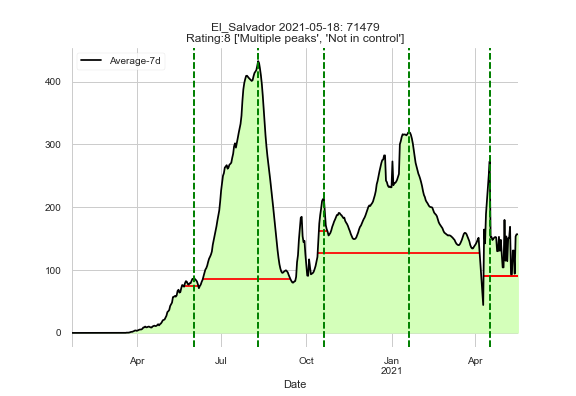 El_Salvador 2021-05-18: 71479
Rating:8 ['Multiple peaks', 'Not in control']
Average-7d
400
300
200
100
0
Apr
Jul
Oct
Jan
2021
Apr
Date